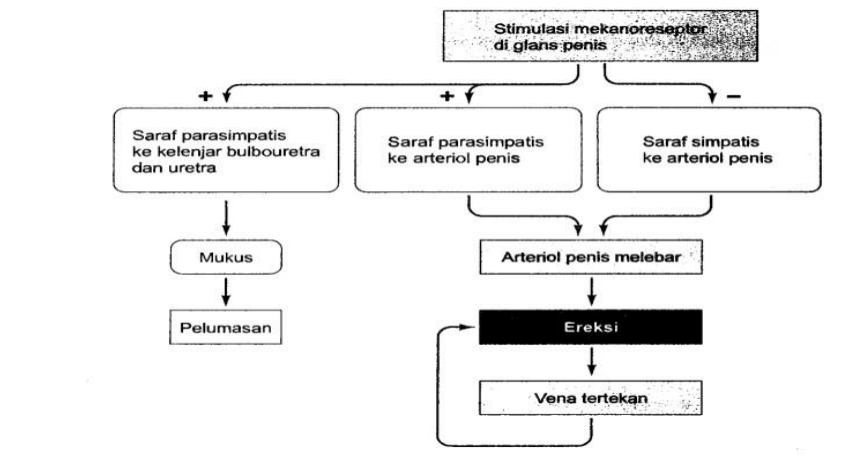 Stimulasi mekanoreseptor
di glans penis
+
+
–
Saraf parasimpatis
ke kelenjar bulbouretra
dan uretra
Saraf parasimpatis
ke arteriol penis
Saraf simpatis
ke arteriol penis
Mukus
Arteriol penis melebar
Pelumasan
Ereksi
Vena tertekan